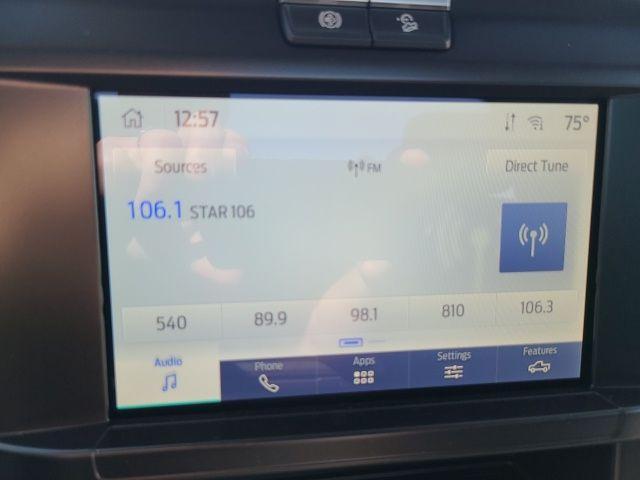 12:57 75°
Sources FM Direct Tune
106.1 STAR 106
540 89.9 98.1 810 106.3
Audio Phone Apps Settings Features